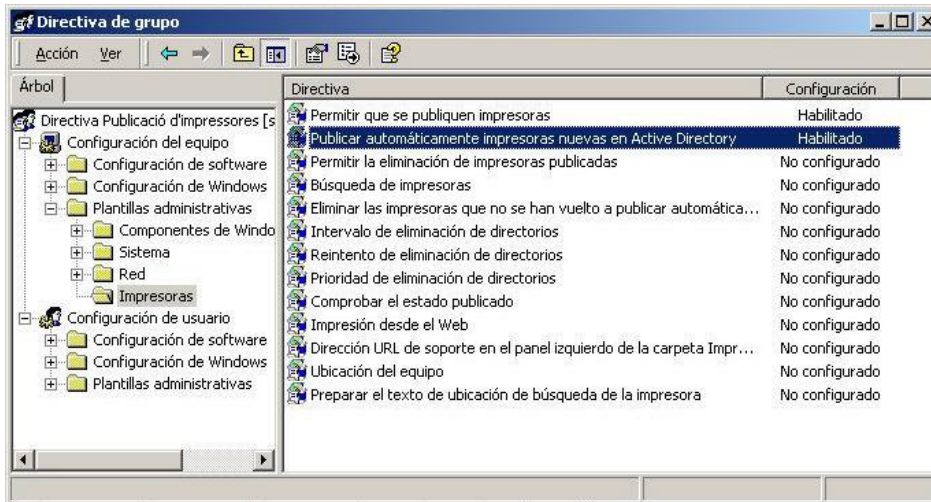 Directiva de grupo
Acción Ver
Árbol
Directiva Publicació d'impressores [s
Configuración del equipo
Configuración de software
Configuración de Windows
Plantillas administrativas
Componentes de Windo
Sistema
Red
Impresoras
Configuración de usuario
Configuración de software
Configuración de Windows
Plantillas administrativas
Directiva Configuración
Permitir que se publiquen impresoras Habilitado
Publicar automáticamente impresoras nuevas en Active Directory Habilitado
Permitir la eliminación de impresoras publicadas No configurado
Búsqueda de impresoras No configurado
Eliminar las impresoras que no se han vuelto a publicar automática... No configurado
Intervalo de eliminación de directorios No configurado
Reintento de eliminación de directorios No configurado
Prioridad de eliminación de directorios No configurado
Comprobar el estado publicado No configurado
Impresión desde el Web No configurado
Dirección URL de soporte en el panel izquierdo de la carpeta Impr... No configurado
Ubicación del equipo No configurado
Preparar el texto de ubicación de búsqueda de la impresora No configurado